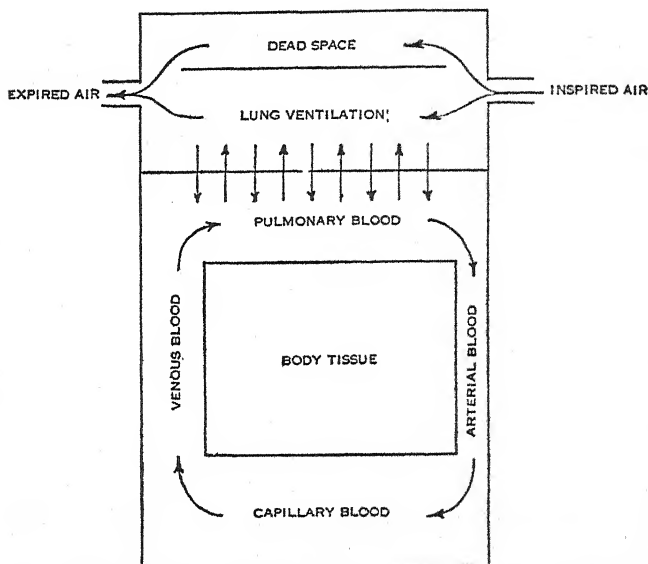 DEAD SPACE
EXPIRED AIR
INSPIRED AIR
LUNG VENTILATION
PULMONARY BLOOD
VENOUS BLOOD
BODY TISSUE
ARTERIAL BLOOD
CAPILLARY BLOOD